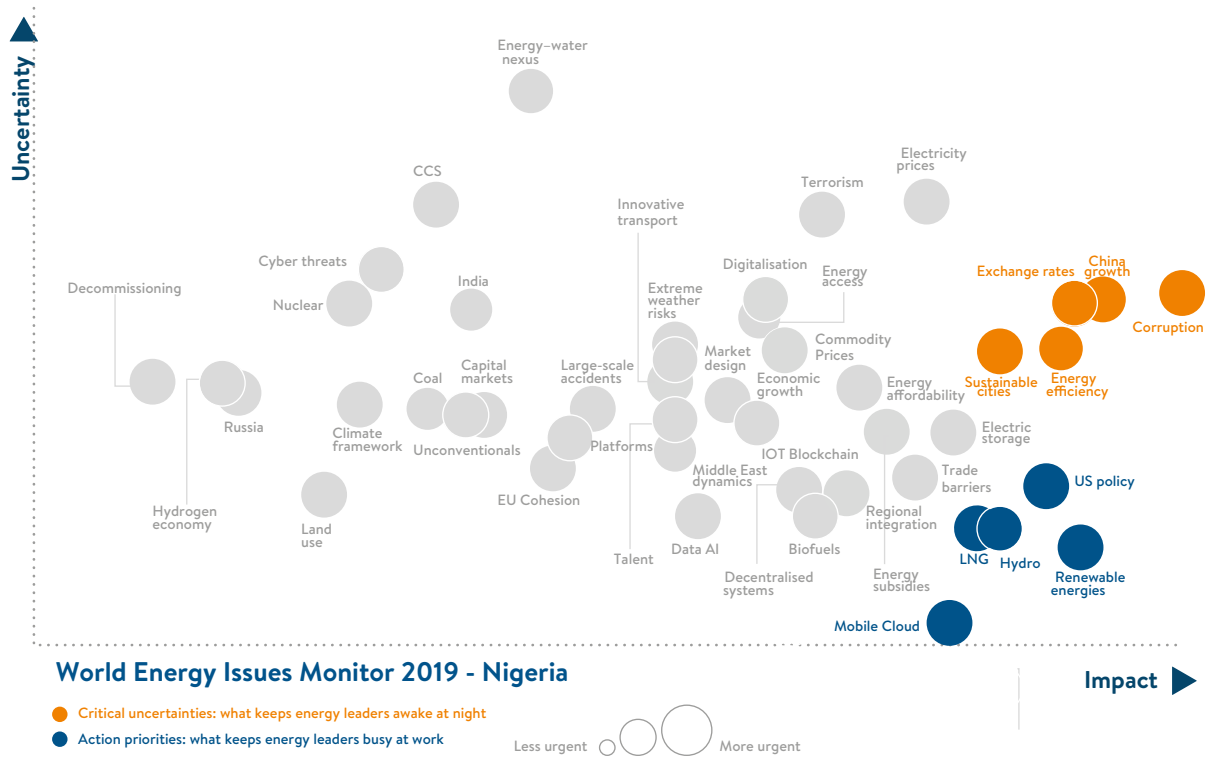 Uncertainty
Energy–water
nexus
CCS
Electricity
prices
Terrorism
Innovative
transport
Cyber threats
Decommissioning
Nuclear
India
Extreme
weather
risks
Digitalisation
Energy
access
China
growth
Exchange rates
Corruption
Commodity
Prices
Market
design
Economic
growth
Large-scale
accidents
Capital
markets
Coal
Energy
affordability
Sustainable
cities
Energy
efficiency
Russia
Climate
framework
Unconventionals
Platforms
IOT Blockchain
Electric
storage
Middle East
dynamics
Trade
barriers
US policy
EU Cohesion
Hydrogen
economy
Land
use
Talent
Data AI
Biofuels
Regional
integration
Decentralised
systems
Energy
subsidies
LNG
Hydro
Renewable
energies
Mobile Cloud
World Energy Issues Monitor 2019 - Nigeria
Impact
Critical uncertainties: what keeps energy leaders awake at night
Action priorities: what keeps energy leaders busy at work
Less urgent
More urgent